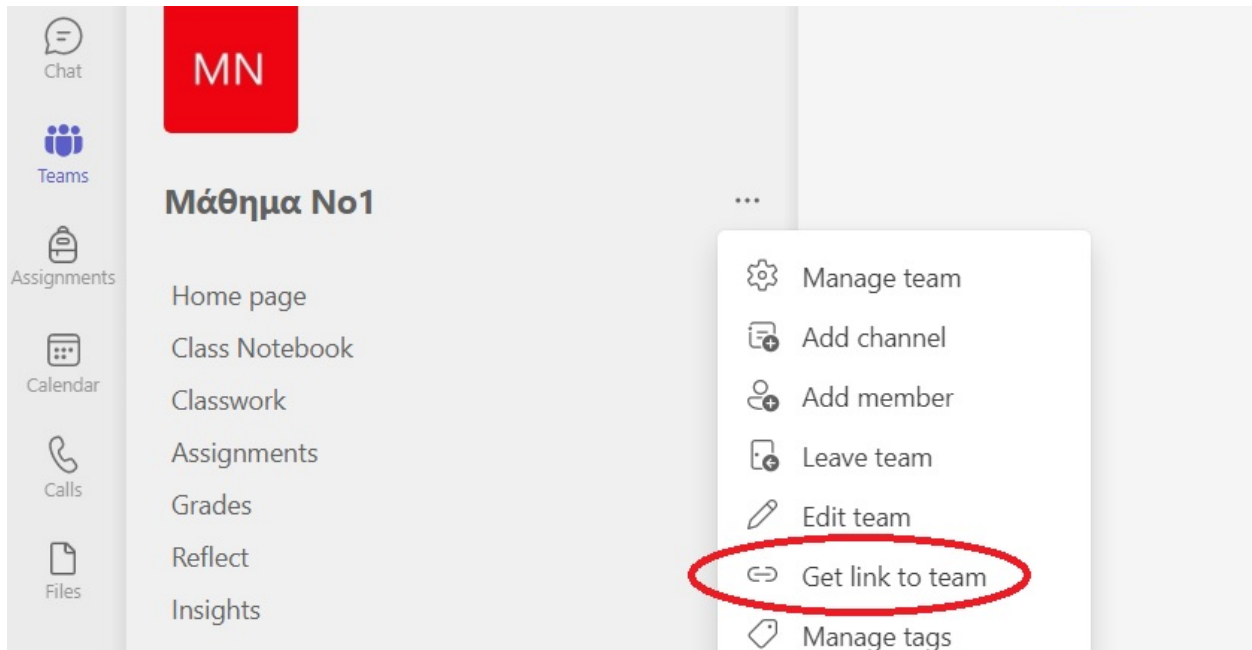 Chat
Teams
Assignments
Calendar
Calls
Files
MN
Μάθημα Νο1
...
Home page
Class Notebook
Classwork
Assignments
Grades
Reflect
Insights
Manage team
Add channel
Add member
Leave team
Edit team
Get link to team
Manage tags